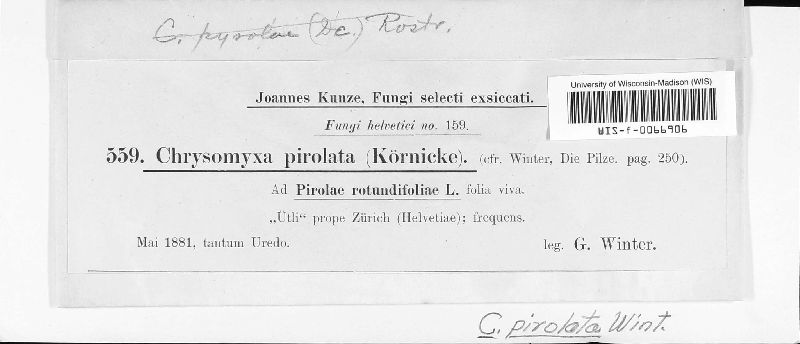 C. pyrolae (Dc.) Rostr.
University of Wisconsin-Madison (WIS)
WIS-f-0066906
Joannes Kunze, Fungi selecti exsiccati.
Fungi helvetici no. 159.
559. Chrysomyxa pirolata (Körnicke). (cfr. Winter, Die Pilze. pag. 250).
Ad Pirolae rotundifoliae L. folia viva.
„Ütli“ prope Zürich (Helvetiae); frequens.
Mai 1881, tantum Uredo. leg. G. Winter.
C. pirolata Wint.